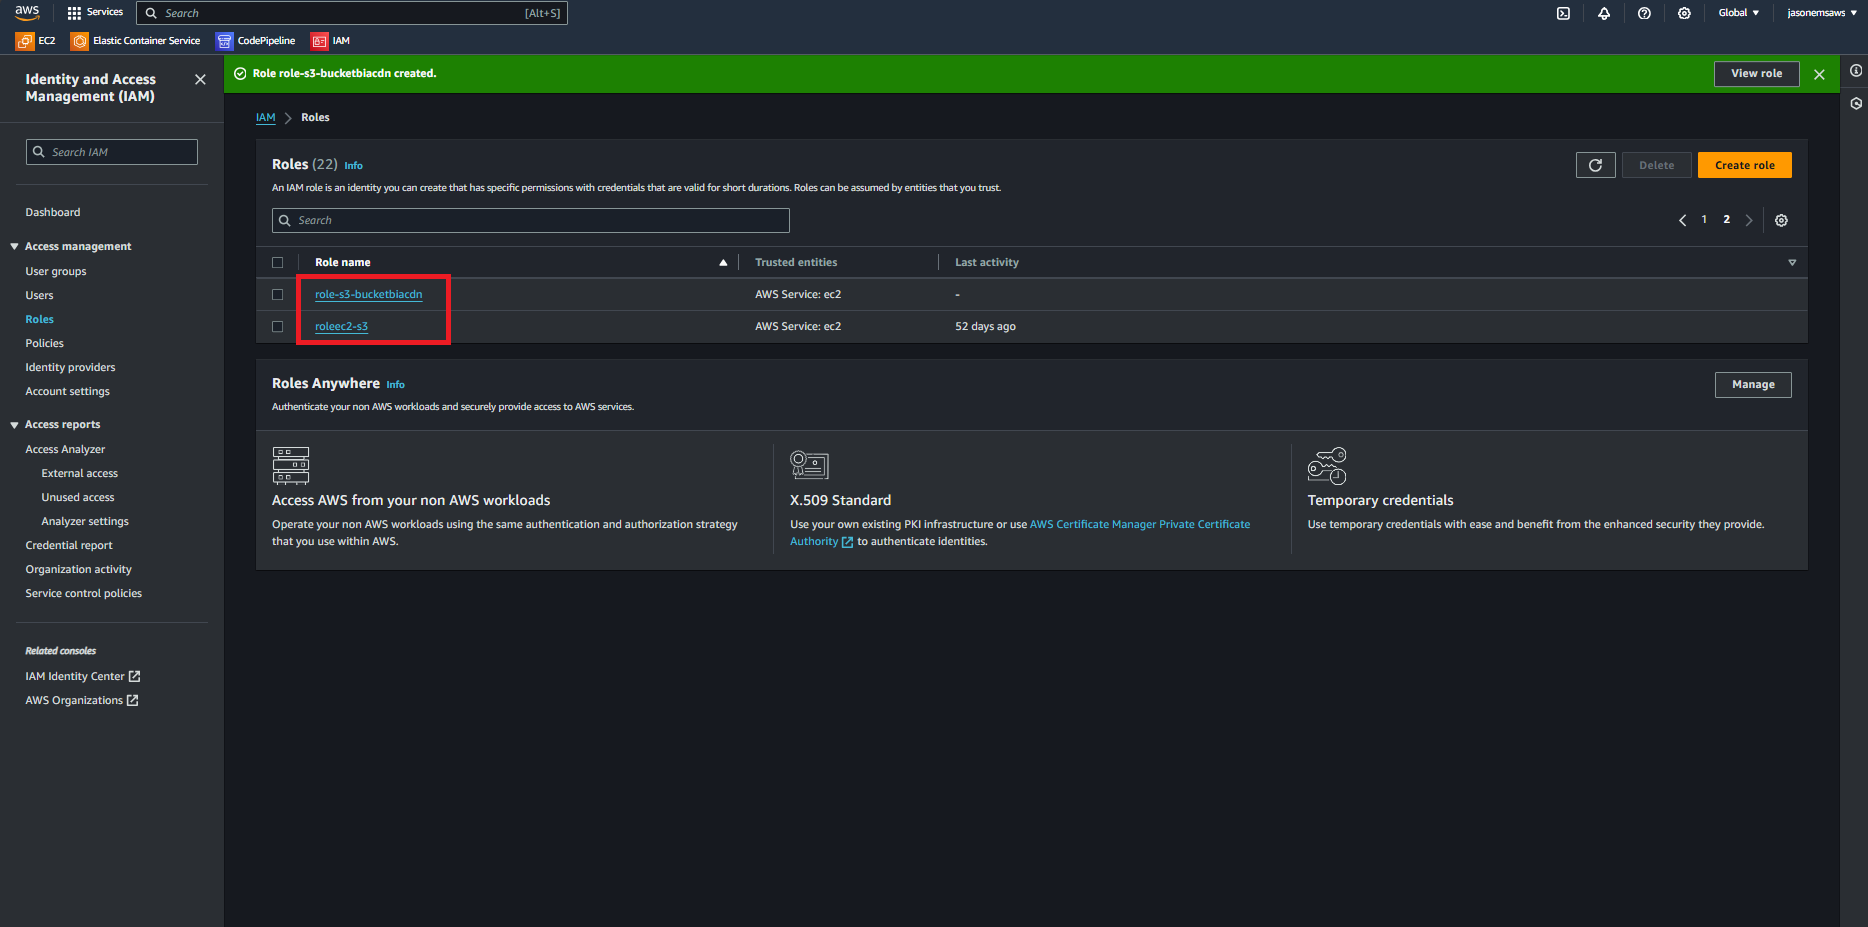 aws Services Search [Alt+S] Global jasonemsaws
EC2 Elastic Container Service CodePipeline IAM
Identity and Access
Management (IAM)
Search IAM
Dashboard
Access management
User groups
Users
Roles
Policies
Identity providers
Account settings
Access reports
Access Analyzer
External access
Unused access
Analyzer settings
Credential report
Organization activity
Service control policies
Related consoles
IAM Identity Center
AWS Organizations
Role role-s3-bucketbiacdn created. View role
IAM Roles
Roles (22) Info Delete Create role
An IAM role is an identity you can create that has specific permissions with credentials that are valid for short durations. Roles can be assumed by entities that you trust.
Search 1 2
Role name Trusted entities Last activity
role-s3-bucketbiacdn AWS Service: ec2 -
roleec2-s3 AWS Service: ec2 52 days ago
Roles Anywhere Info Manage
Authenticate your non AWS workloads and securely provide access to AWS services.
Access AWS from your non AWS workloads
Operate your non AWS workloads using the same authentication and authorization strategy
that you use within AWS.
X.509 Standard
Use your own existing PKI infrastructure or use AWS Certificate Manager Private Certificate
Authority to authenticate identities.
Temporary credentials
Use temporary credentials with ease and benefit from the enhanced security they provide.